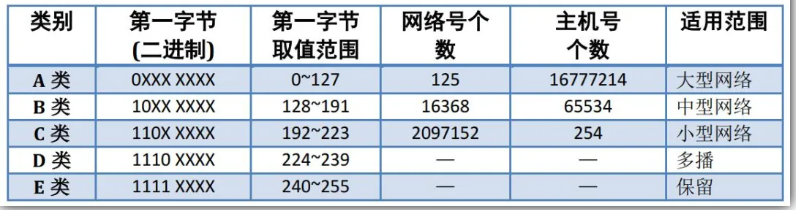 类别 第一字节 第一字节 网络号个 主机号 适用范围
(二进制) 取值范围 数 个数
A 类 0XXX XXXX 0~127 125 16777214 大型网络
B 类 10XX XXXX 128~191 16368 65534 中型网络
C 类 110X XXXX 192~223 2097152 254 小型网络
D 类 1110 XXXX 224~239 — — 多播
E 类 1111 XXXX 240~255 — — 保留